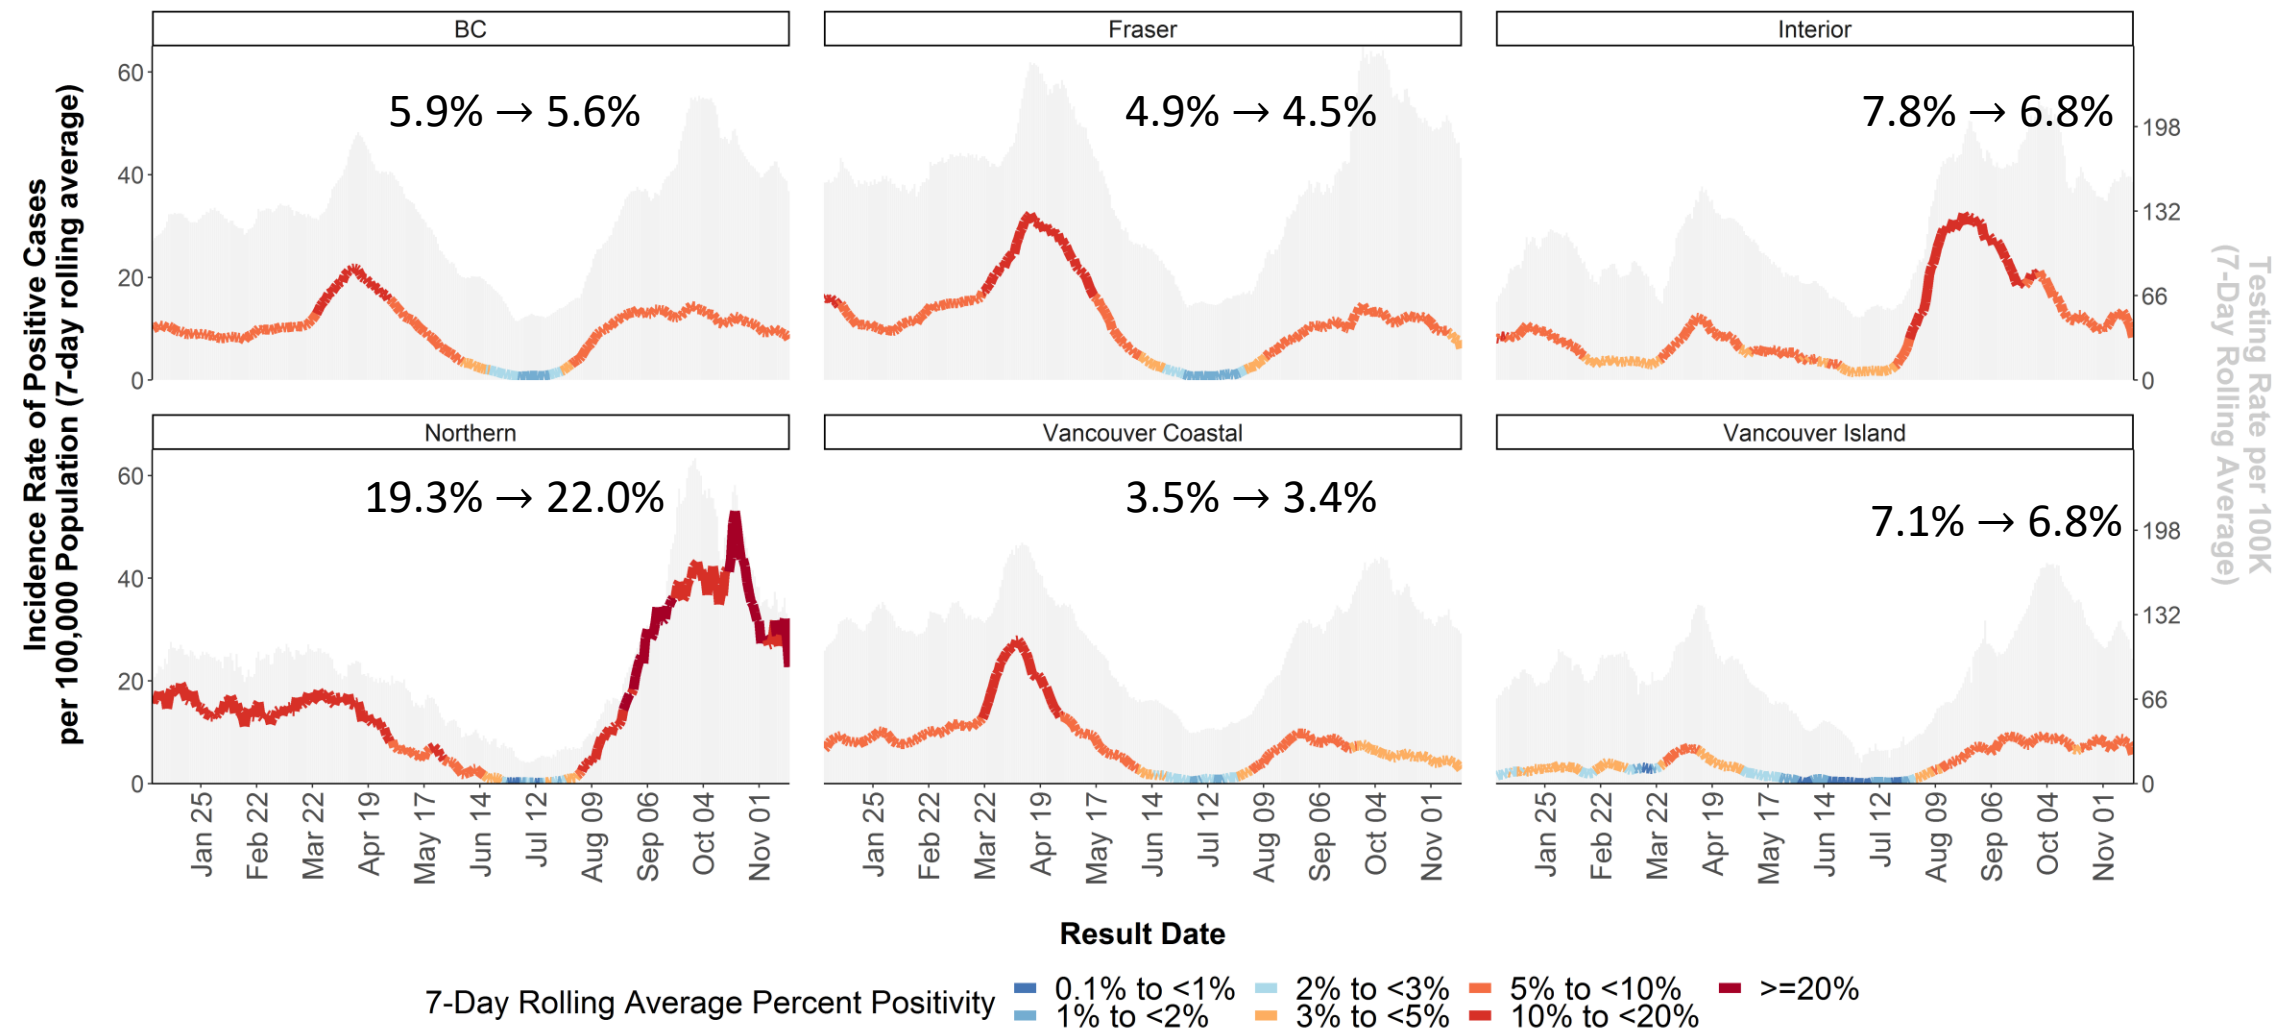 BC
Fraser
Interior
60
40
20
0
5.9% → 5.6%
4.9% → 4.5%
7.8% → 6.8%
198
132
66
0
Northern
Vancouver Coastal
Vancouver Island
60
40
20
0
19.3% → 22.0%
3.5% → 3.4%
7.1% → 6.8%
198
132
66
0
Incidence Rate of Positive Cases
per 100,000 Population (7-day rolling average)
Testing Rate per 100K
(7-Day Rolling Average)
Jan 25 Feb 22 Mar 22 Apr 19 May 17 Jun 14 Jul 12 Aug 09 Sep 06 Oct 04 Nov 01
Jan 25 Feb 22 Mar 22 Apr 19 May 17 Jun 14 Jul 12 Aug 09 Sep 06 Oct 04 Nov 01
Jan 25 Feb 22 Mar 22 Apr 19 May 17 Jun 14 Jul 12 Aug 09 Sep 06 Oct 04 Nov 01
Result Date
7-Day Rolling Average Percent Positivity
0.1% to <1% 2% to <3% 5% to <10% >=20%
1% to <2% 3% to <5% 10% to <20%